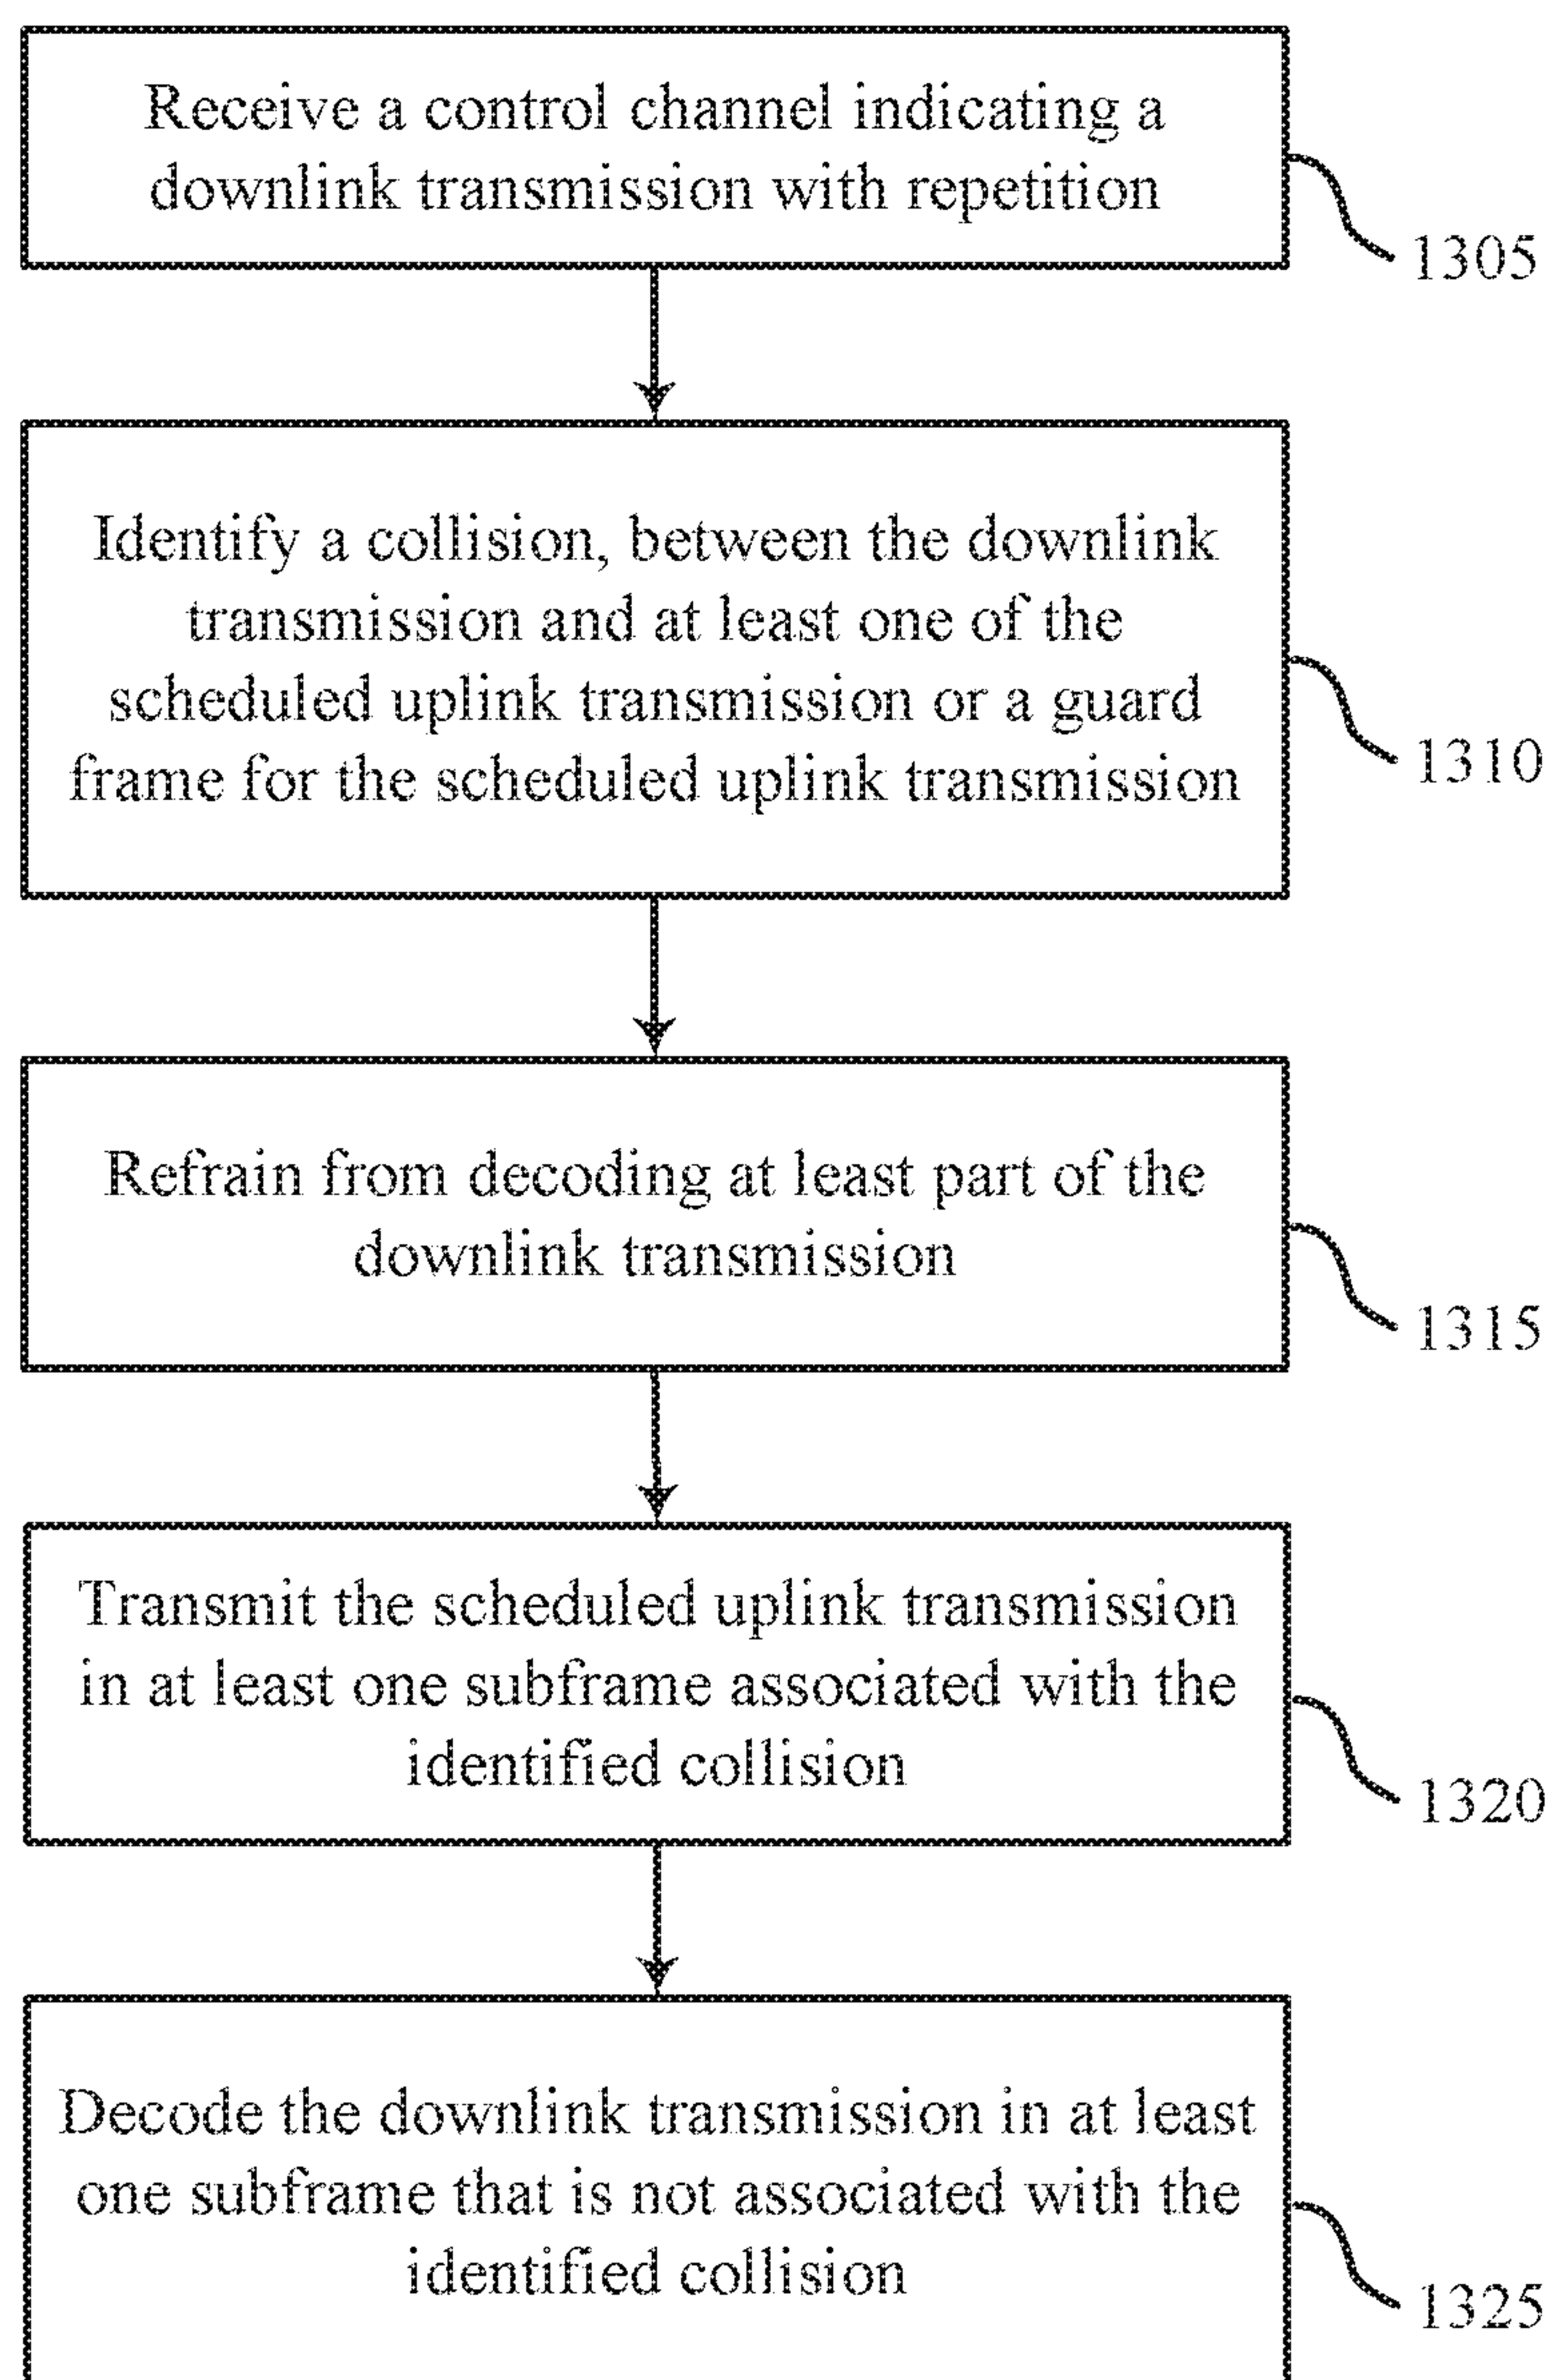 Receive a control channel indicating a
downlink transmission with repetition
1305
Identify a collision, between the downlink
transmission and at least one of the
scheduled uplink transmission or a guard
frame for the scheduled uplink transmission
1310
Refrain from decoding at least part of the
downlink transmission
1315
Transmit the scheduled uplink transmission
in at least one subframe associated with the
identified collision
1320
Decode the downlink transmission in at least
one subframe that is not associated with the
identified collision
1325